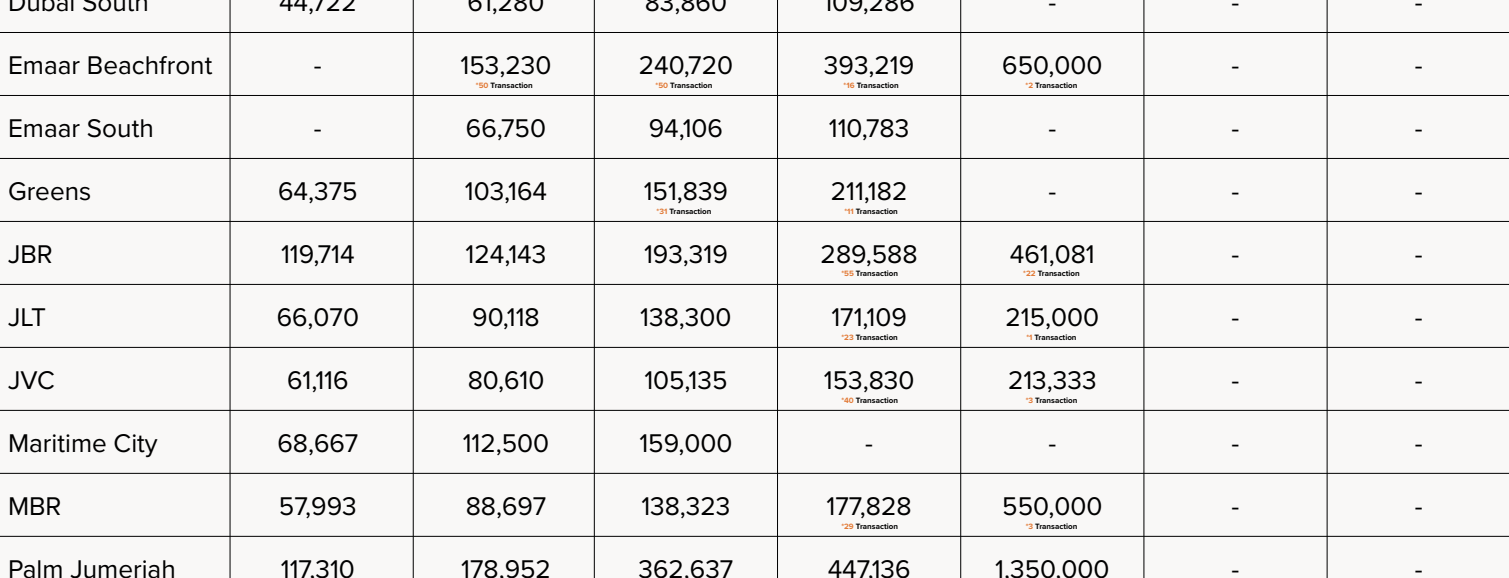 Dubai South 44,722 61,280 83,860 109,286 - - -
Emaar Beachfront - 153,230 240,720 393,219 650,000 - -
*50 Transaction *50 Transaction *16 Transaction *2 Transaction
Emaar South - 66,750 94,106 110,783 - - -
Greens 64,375 103,164 151,839 211,182 - - -
*31 Transaction *11 Transaction
JBR 119,714 124,143 193,319 289,588 461,081 - -
*55 Transaction *22 Transaction
JLT 66,070 90,118 138,300 171,109 215,000 - -
*23 Transaction *1 Transaction
JVC 61,116 80,610 105,135 153,830 213,333 - -
*40 Transaction *3 Transaction
Maritime City 68,667 112,500 159,000 - - - -
MBR 57,993 88,697 138,323 177,828 550,000 - -
*29 Transaction *3 Transaction
Palm Jumeriah 117,310 178,952 362,637 447,136 1,350,000 - -